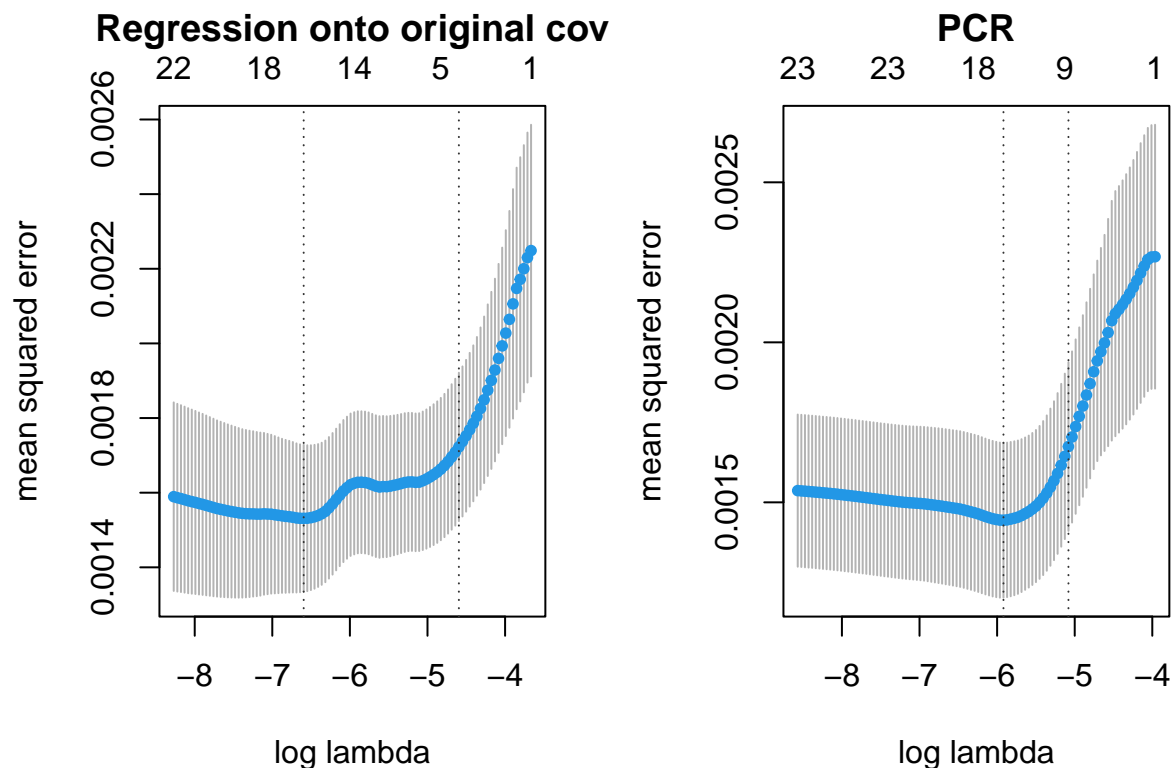 Regression onto original cov
22 18 14 5 1
mean squared error
0.0026
0.0022
0.0018
0.0014
−8 −7 −6 −5 −4
log lambda
PCR
23 23 18 9 1
mean squared error
0.0025
0.0020
0.0015
−8 −7 −6 −5 −4
log lambda